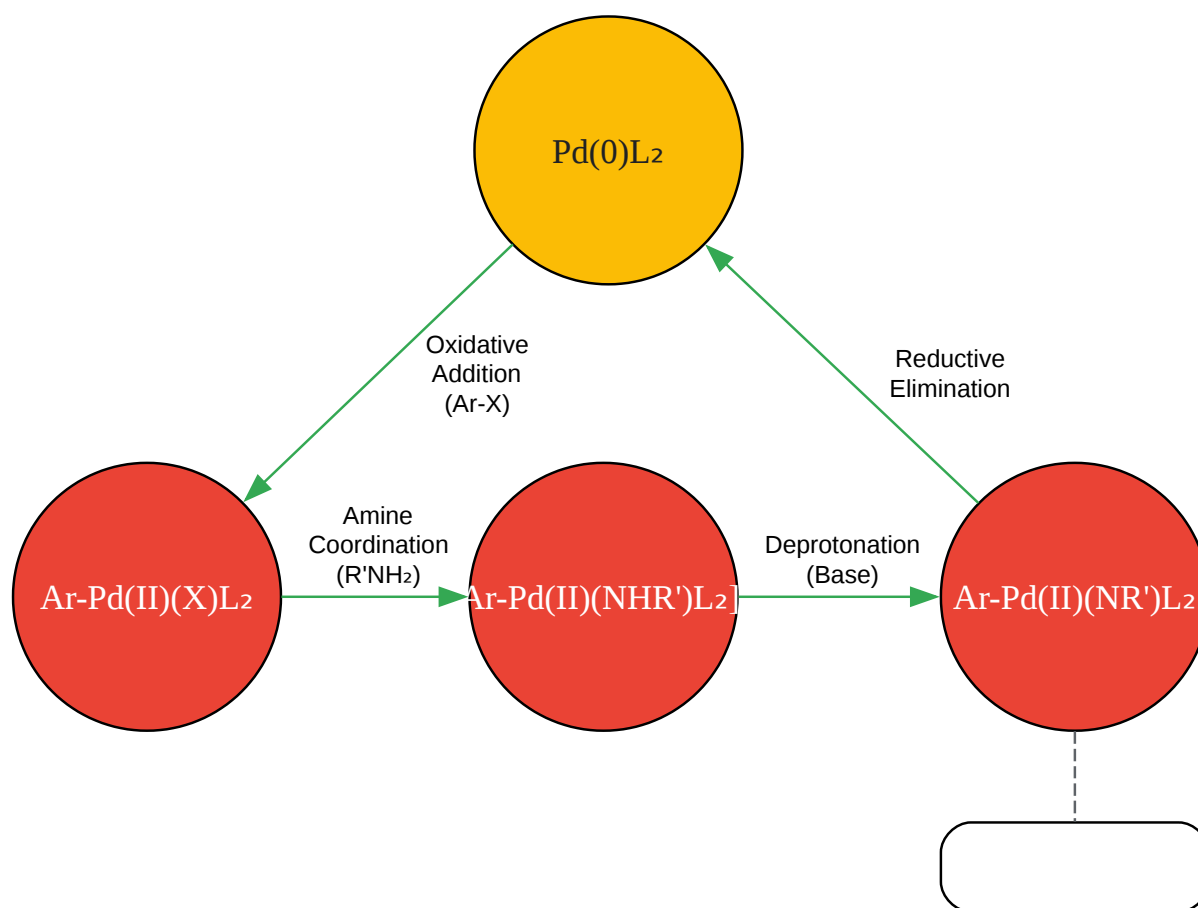 Pd(0)L₂
Oxidative
Addition
(Ar-X)
Reductive
Elimination
Amine
Coordination
(R'NH₂)
Deprotonation
(Base)
Ar-Pd(II)(X)L₂
Ar-Pd(II)(NHR')L₂]
Ar-Pd(II)(NR')L₂